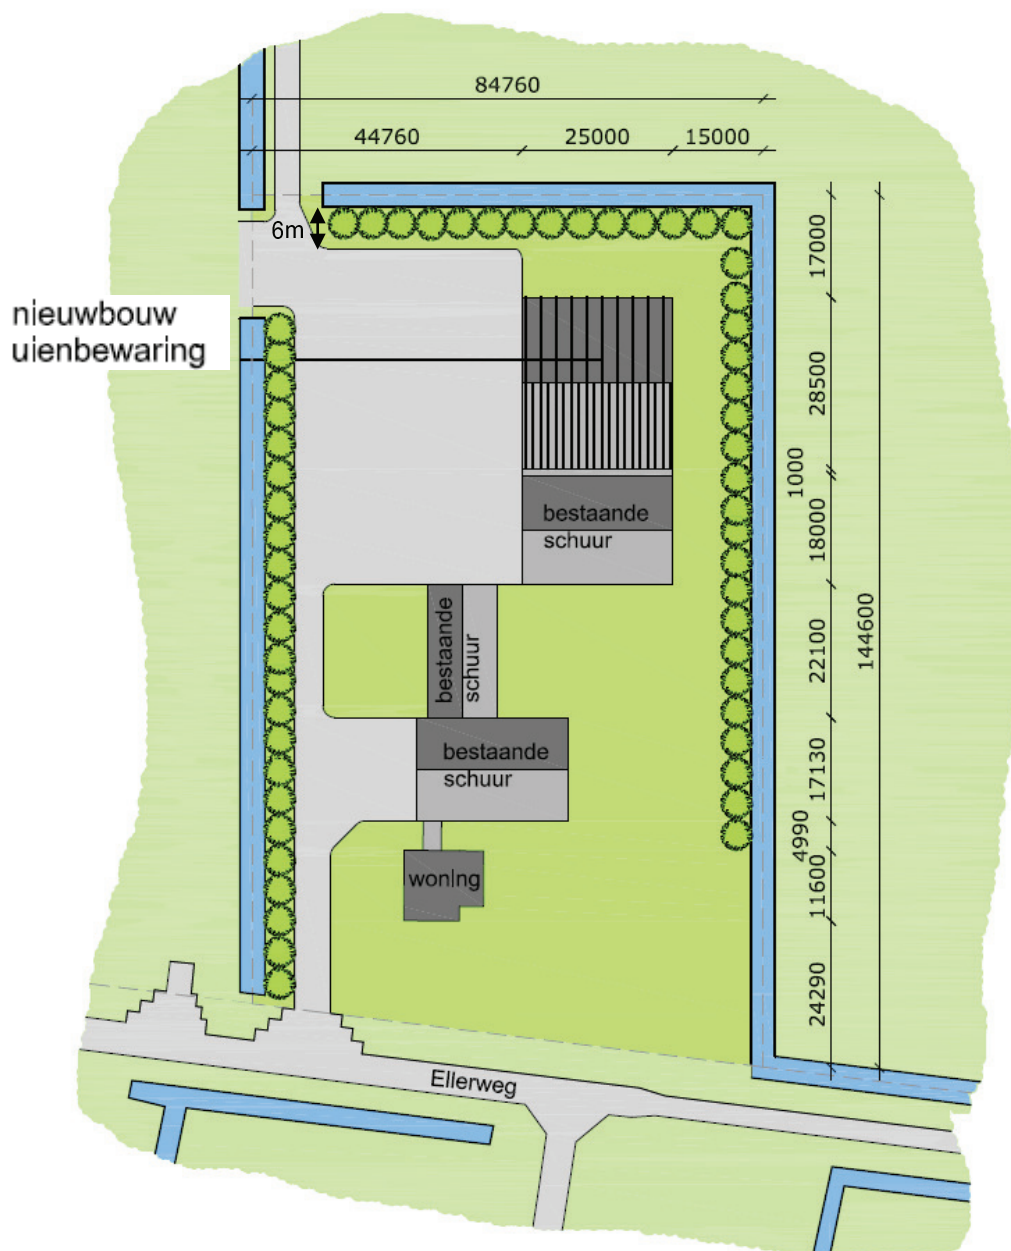 84760
44760
25000
15000
6m
17000
nieuwbouw
uienbewaring
28500
1000
bestaande
schuur
18000
144600
bestaande
schuur
22100
bestaande
schuur
17130
4990
woning
11600
24290
Ellerweg